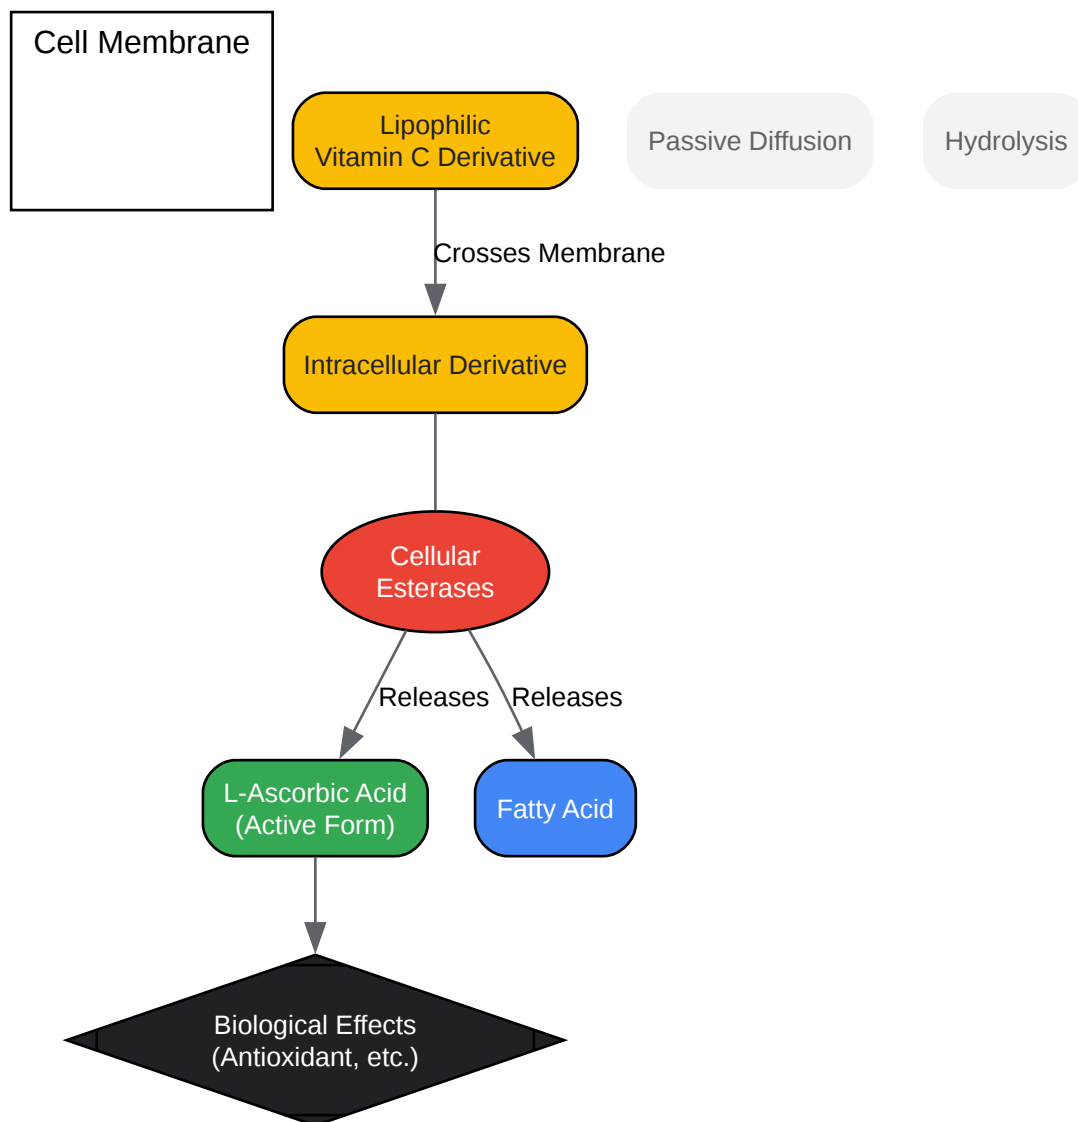 Cell Membrane
Lipophilic
Vitamin C Derivative
Passive Diffusion
Hydrolysis
Crosses Membrane
Intracellular Derivative
Cellular
Esterases
Releases
Releases
L-Ascorbic Acid
(Active Form)
Fatty Acid
Biological Effects
(Antioxidant, etc.)